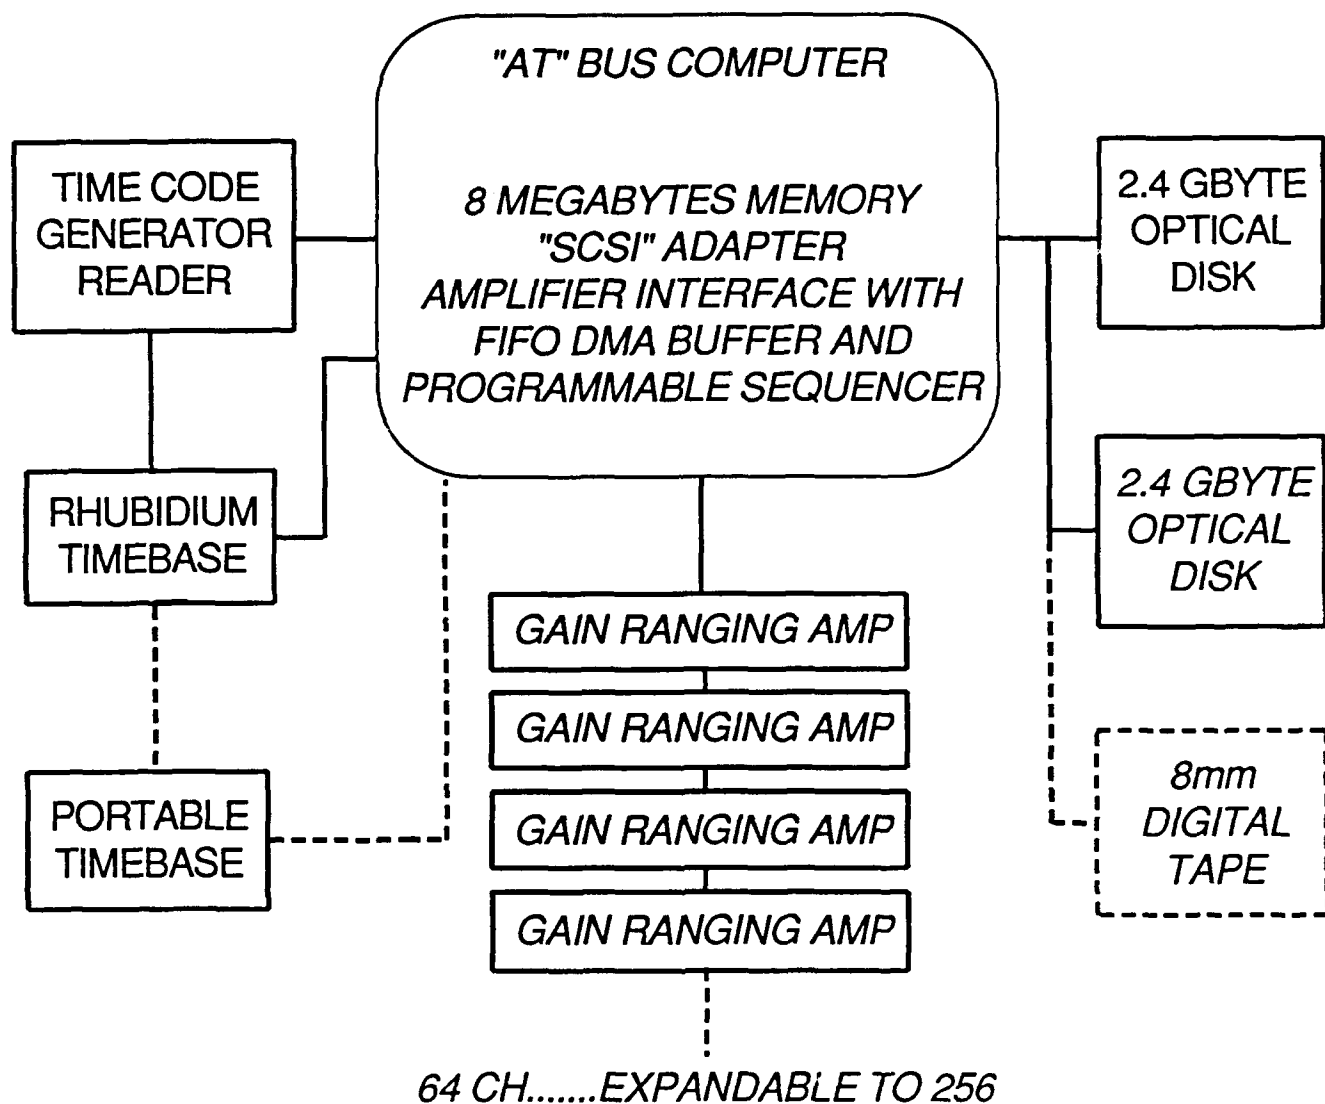 "AT" BUS COMPUTER
8 MEGABYTES MEMORY
"SCSI" ADAPTER
AMPLIFIER INTERFACE WITH
FIFO DMA BUFFER AND
PROGRAMMABLE SEQUENCER
TIME CODE
GENERATOR
READER
RHUBIDIUM
TIMEBASE
PORTABLE
TIMEBASE
GAIN RANGING AMP
GAIN RANGING AMP
GAIN RANGING AMP
GAIN RANGING AMP
64 CH.......EXPANDABLE TO 256
2.4 GBYTE
OPTICAL
DISK
2.4 GBYTE
OPTICAL
DISK
8mm
DIGITAL
TAPE